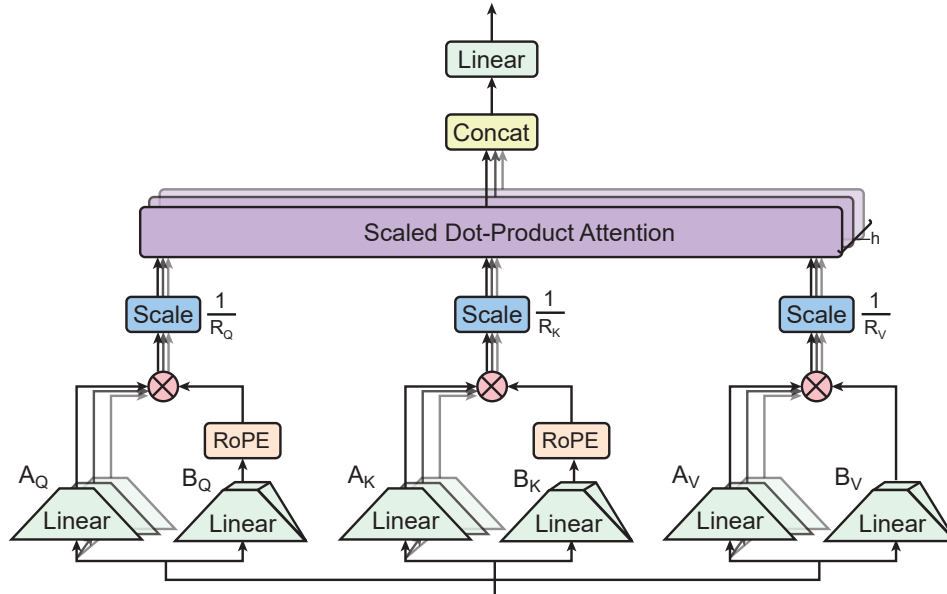 Linear
Concat
Scaled Dot-Product Attention
h
Scale 1/R_Q
Scale 1/R_K
Scale 1/R_V
RoPE
RoPE
A_Q B_Q A_K B_K A_V B_V
Linear Linear Linear Linear Linear Linear